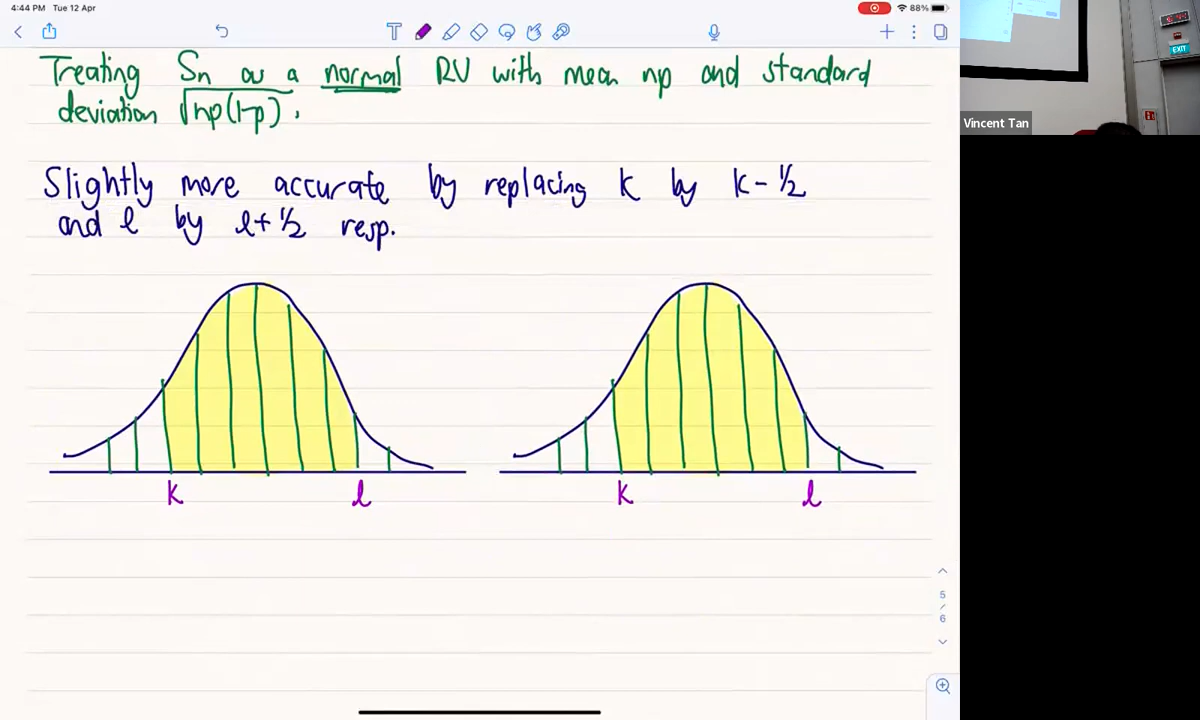 4:44 PM Tue 12 Apr
88%
Treating Sn as a normal RV with mean np and standard
deviation √np(1-p).
Slightly more accurate by replacing k by k - 1/2
and l by l + 1/2 resp.
k l
k l
5
/
6
EXIT
Vincent Tan